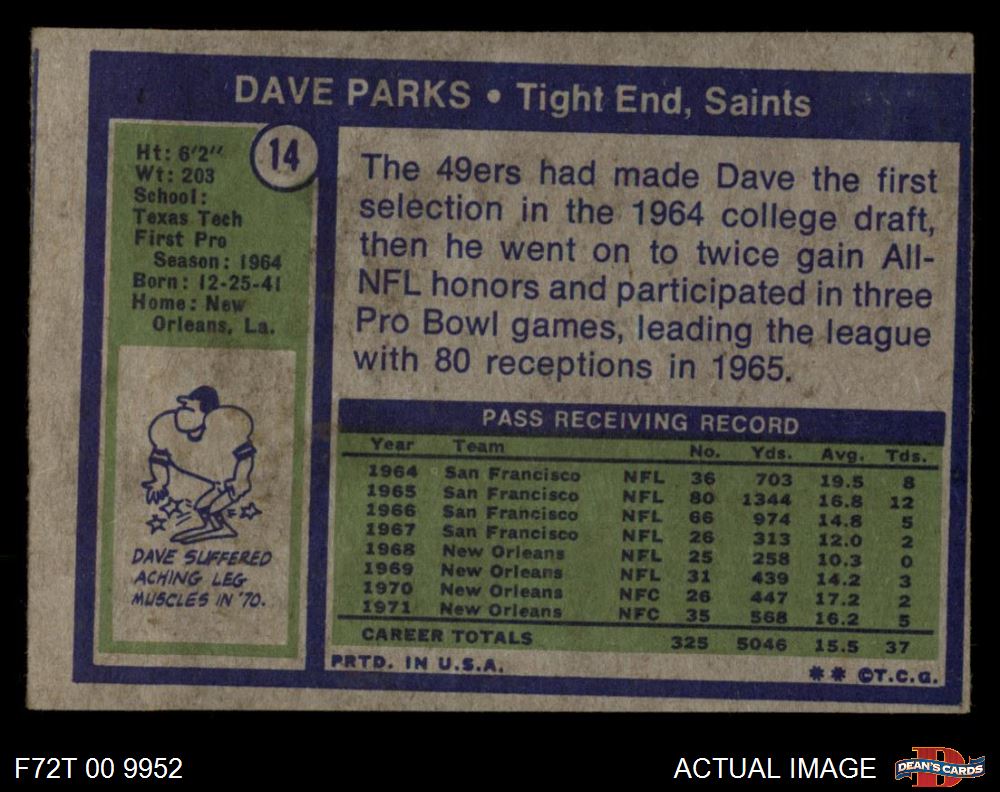 DAVE PARKS • Tight End, Saints
14
Ht: 6'2"
Wt: 203
School:
Texas Tech
First Pro
Season: 1964
Born: 12-25-41
Home: New
Orleans, La.
DAVE SUFFERED
ACHING LEG
MUSCLES IN '70.
The 49ers had made Dave the first
selection in the 1964 college draft,
then he went on to twice gain All-
NFL honors and participated in three
Pro Bowl games, leading the league
with 80 receptions in 1965.
PASS RECEIVING RECORD
Year Team No. Yds. Avg. Tds.
1964 San Francisco NFL 36 703 19.5 8
1965 San Francisco NFL 80 1344 16.8 12
1966 San Francisco NFL 66 974 14.8 5
1967 San Francisco NFL 26 313 12.0 2
1968 New Orleans NFL 25 258 10.3 0
1969 New Orleans NFL 31 439 14.2 3
1970 New Orleans NFC 26 447 17.2 2
1971 New Orleans NFC 35 568 16.2 5
CAREER TOTALS 325 5046 15.5 37
PRTD. IN U.S.A.
** ©T.C.G.
F72T 00 9952
ACTUAL IMAGE
D
DEAN'S CARDS